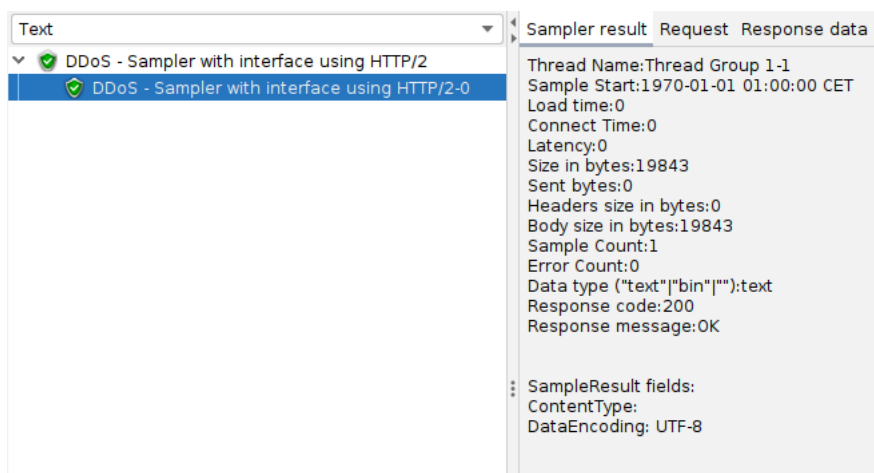 Text
DDoS - Sampler with interface using HTTP/2
DDoS - Sampler with interface using HTTP/2-0
Sampler result Request Response data
Thread Name:Thread Group 1-1
Sample Start:1970-01-01 01:00:00 CET
Load time:0
Connect Time:0
Latency:0
Size in bytes:19843
Sent bytes:0
Headers size in bytes:0
Body size in bytes:19843
Sample Count:1
Error Count:0
Data type ("text"|"bin"|""):text
Response code:200
Response message:OK
SampleResult fields:
ContentType:
DataEncoding: UTF-8